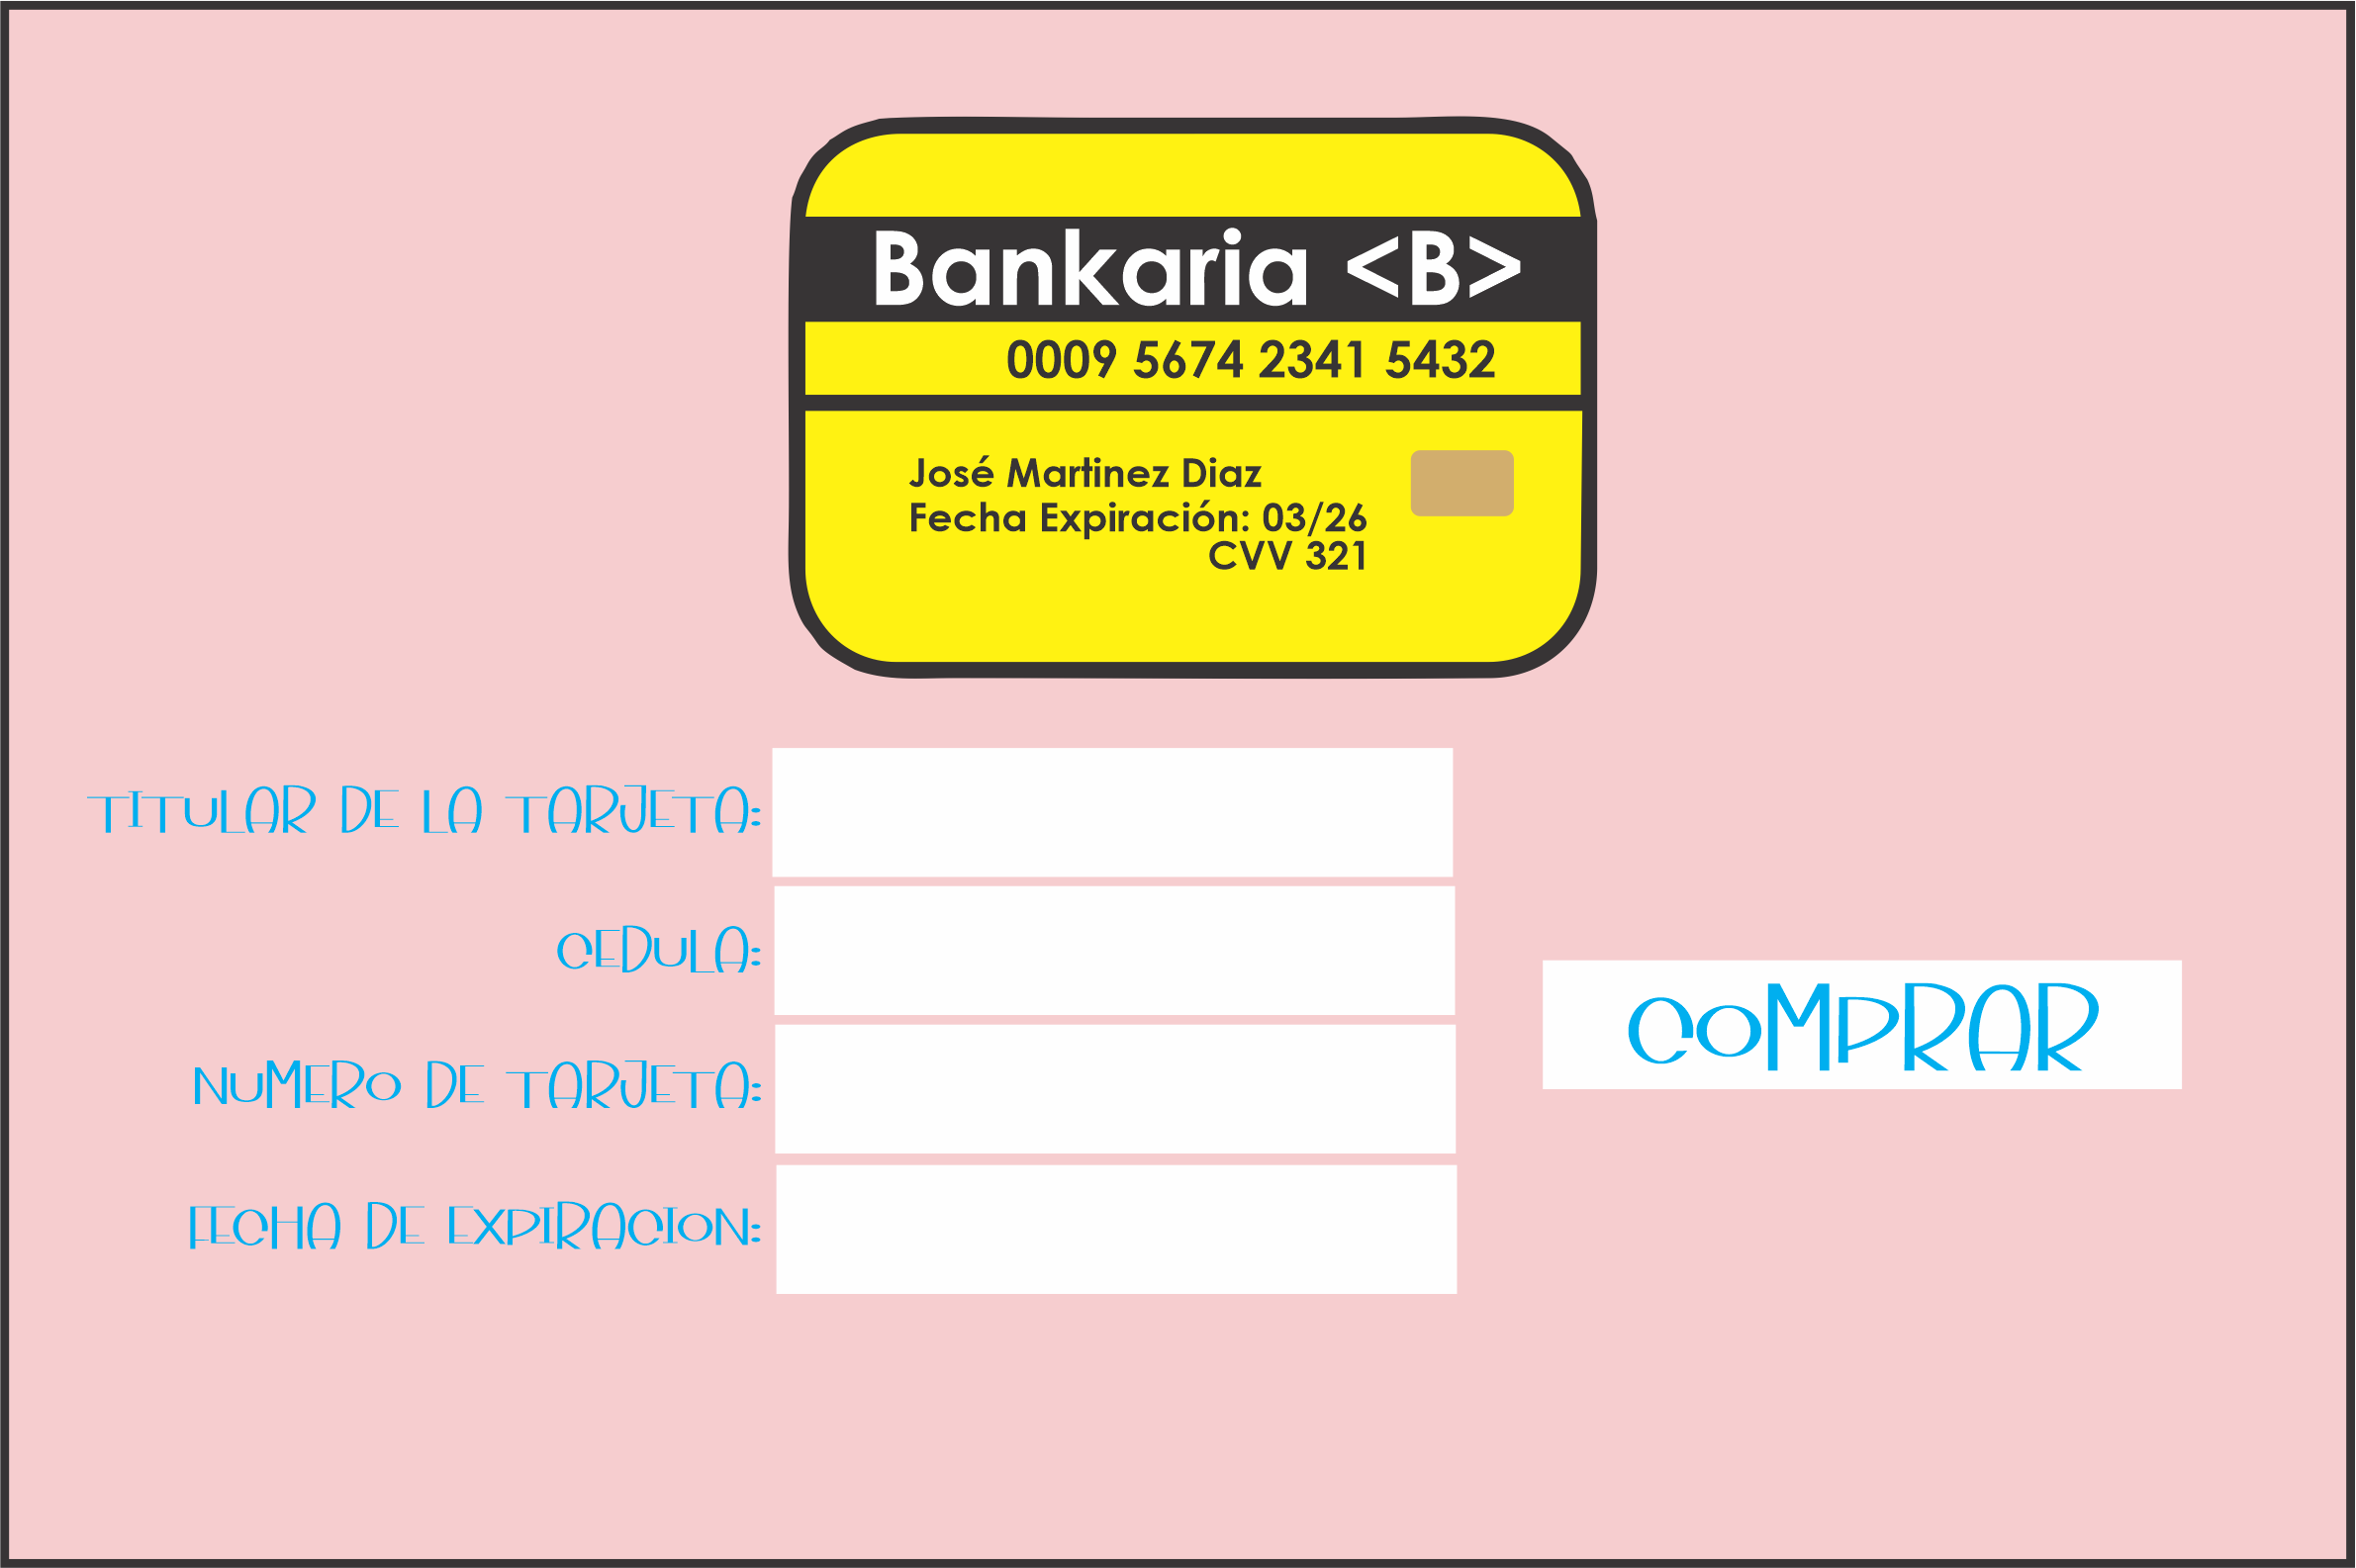 Bankaria <B>
0009 5674 2341 5432
José Martinez Diaz
Fecha Expiración: 03/26
CVV 321
TITULAR DE LA TARJETA:
CEDULA:
NUMERO DE TARJETA:
COMPRAR
FECHA DE EXPIRACION: